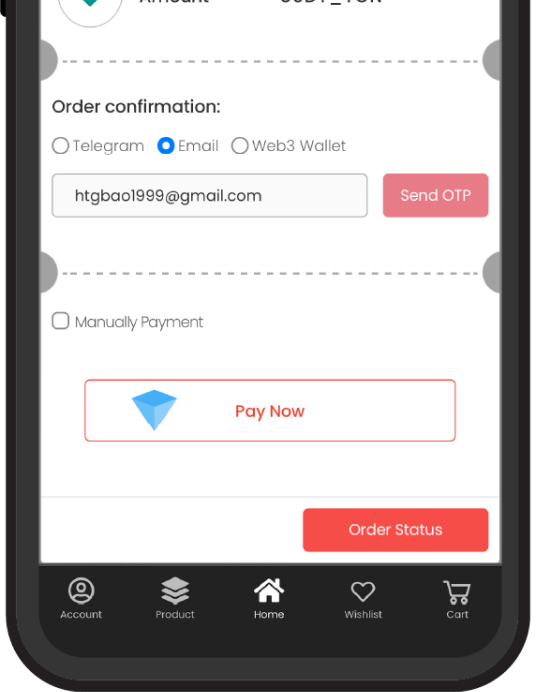 Amount USDT_TON
Order confirmation:
Telegram Email Web3 Wallet
htgbao1999@gmail.com Send OTP
Manually Payment
Pay Now
Order Status
Account Product Home Wishlist Cart